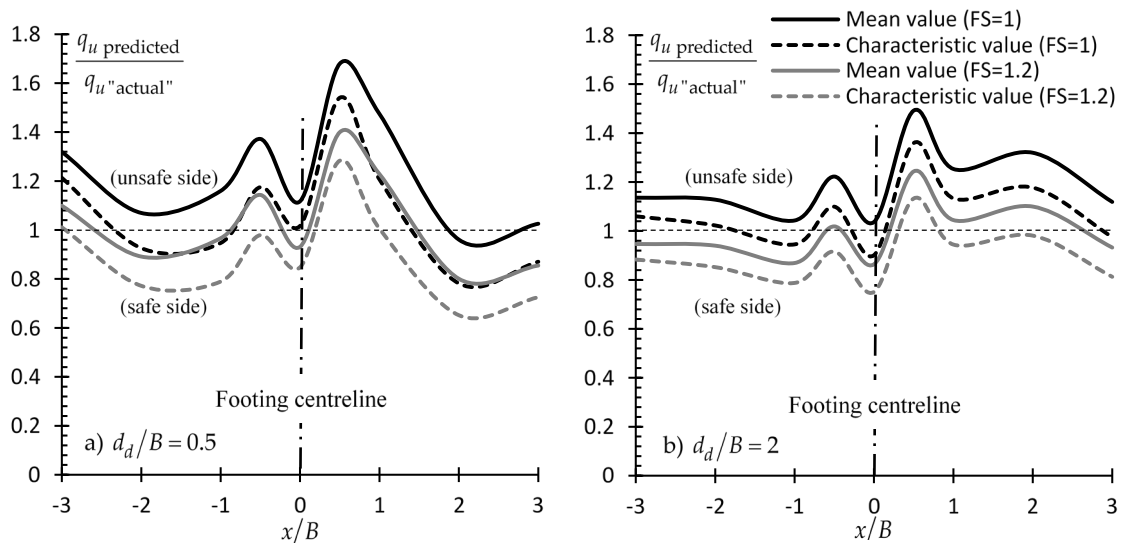 1.8
1.6
1.4
1.2
1
0.8
0.6
0.4
0.2
0
q_u predicted
q_u "actual"
(unsafe side)
(safe side)
Footing centreline
a) d_d/B = 0.5
-3 -2 -1 0 1 2 3
x/B
Mean value (FS=1)
Characteristic value (FS=1)
Mean value (FS=1.2)
Characteristic value (FS=1.2)
1.8
1.6
1.4
1.2
1
0.8
0.6
0.4
0.2
0
q_u predicted
q_u "actual"
(unsafe side)
(safe side)
Footing centreline
b) d_d/B = 2
-3 -2 -1 0 1 2 3
x/B